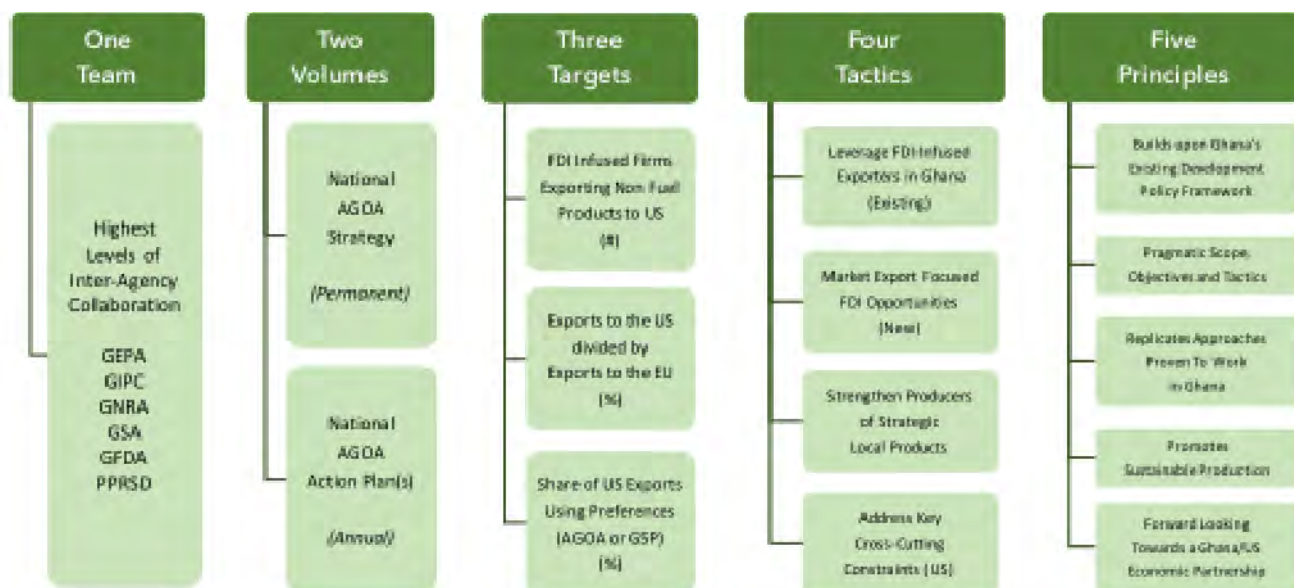 One
Team
Highest
Levels of
Inter-Agency
Collaboration
GEPA
GIPC
GNRA
GSA
GFDA
PPRSD
Two
Volumes
National
AGOA
Strategy
(Permanent)
National
AGOA
Action Plan(s)
(Annual)
Three
Targets
FDI Infused Firms
Exporting Non Fuel
Products to US
(#)
Exports to the US
divided by
Exports to the EU
(%)
Share of US Exports
Using Preferences
(AGOA or GSP)
(%)
Four
Tactics
Leverage FDI-Infused
Exporters in Ghana
(Existing)
Market Export Focused
FDI Opportunities
(New)
Strengthen Producers
of Strategic
Local Products
Address Key
Cross-Cutting
Constraints (US)
Five
Principles
Builds upon Ghana's
Existing Development
Policy Framework
Pragmatic Scope,
Objectives and Tactics
Replicates Approaches
Proven To Work
in Ghana
Promotes
Sustainable Production
Forward Looking
Towards a Ghana/US
Economic Partnership